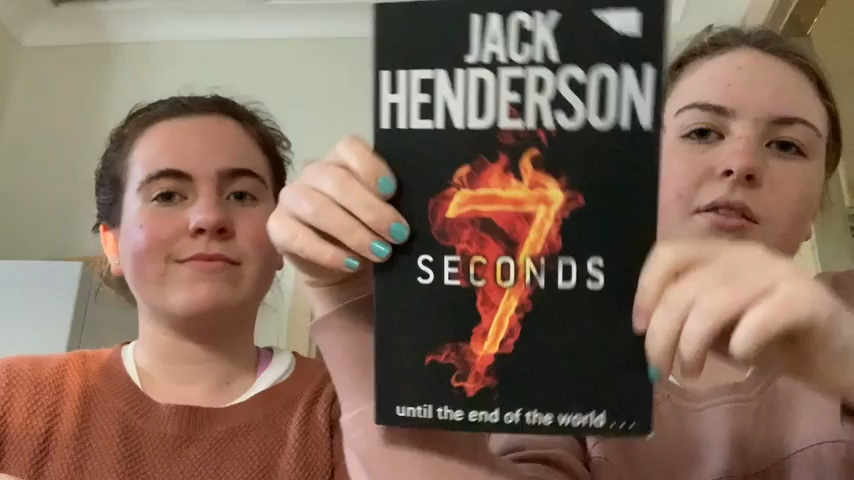 JACK
HENDERSON
7
SECONDS
until the end of the world . . .